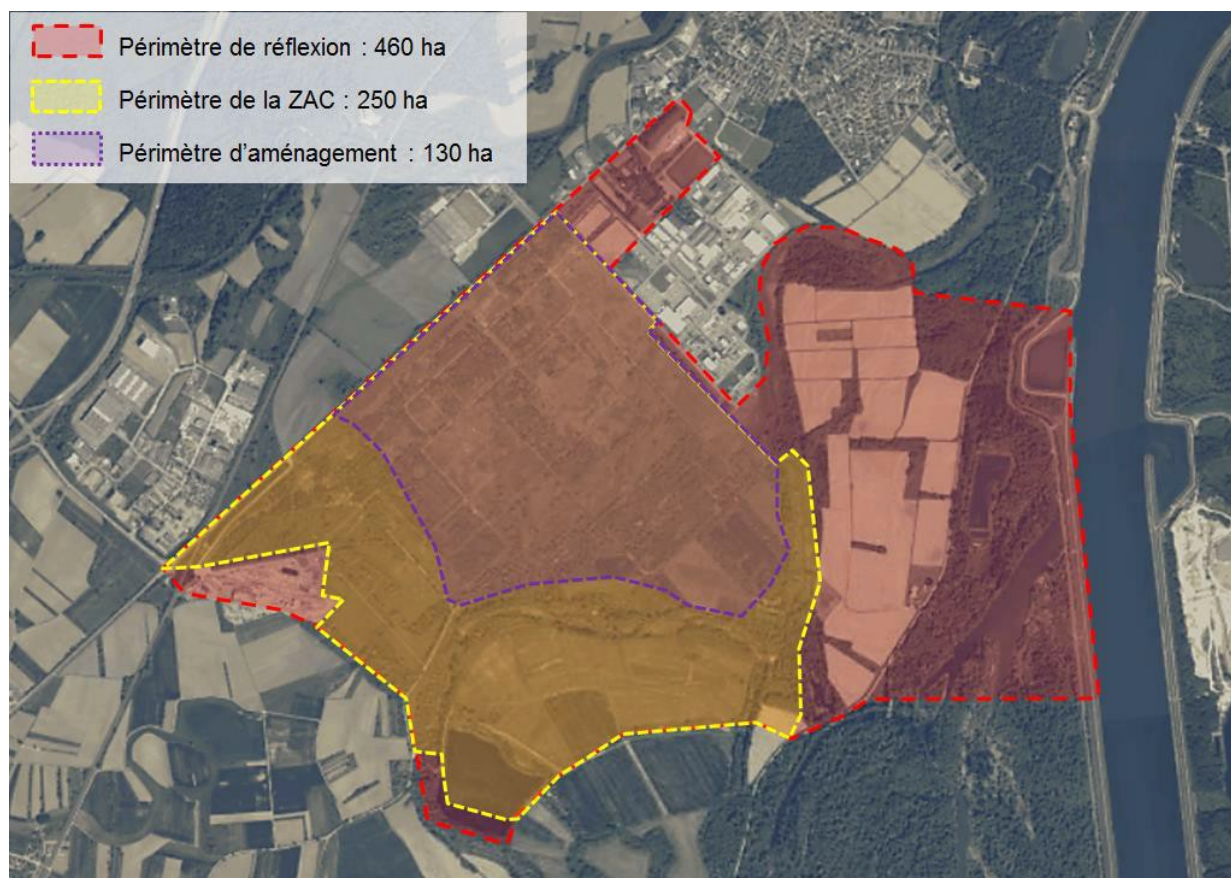 Périmètre de réflexion : 460 ha
Périmètre de la ZAC : 250 ha
Périmètre d'aménagement : 130 ha